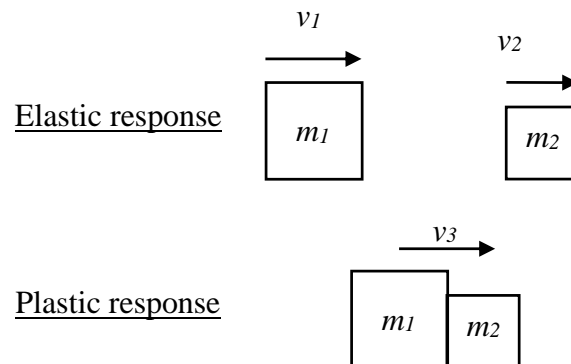 v1
v2
Elastic response
m1
m2
v3
Plastic response
m1
m2